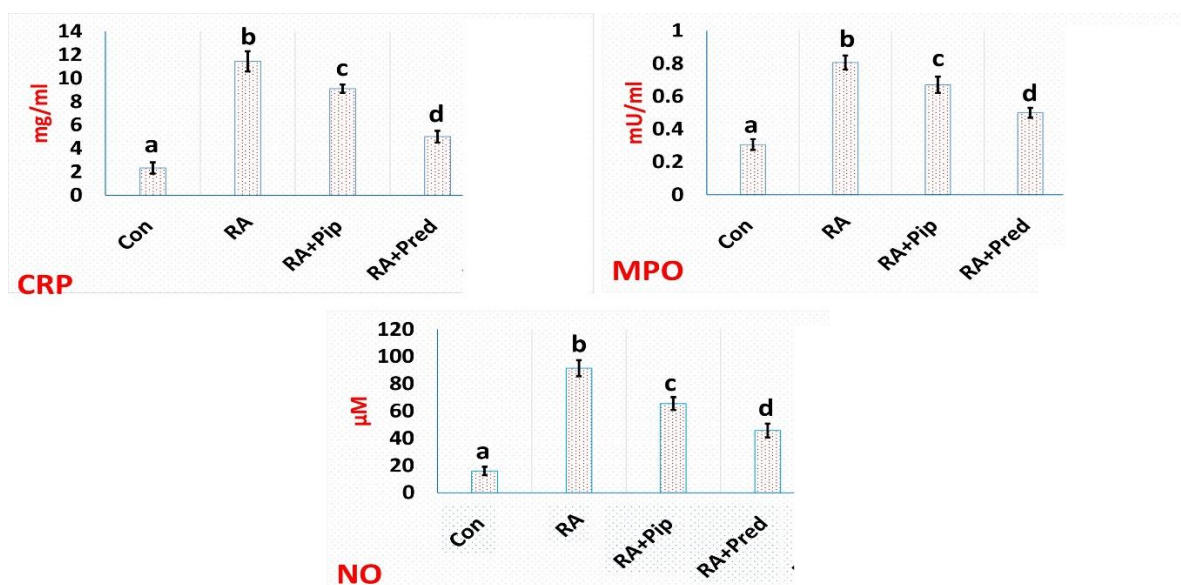 14
12
10
8
6
4
2
0
mg/ml
a
b
c
d
Con
RA
RA+Pip
RA+Pred
CRP
1
0.8
0.6
0.4
0.2
0
mU/ml
a
b
c
d
Con
RA
RA+Pip
RA+Pred
MPO
120
100
80
60
40
20
0
µM
a
b
c
d
Con
RA
RA+Pip
RA+Pred
NO